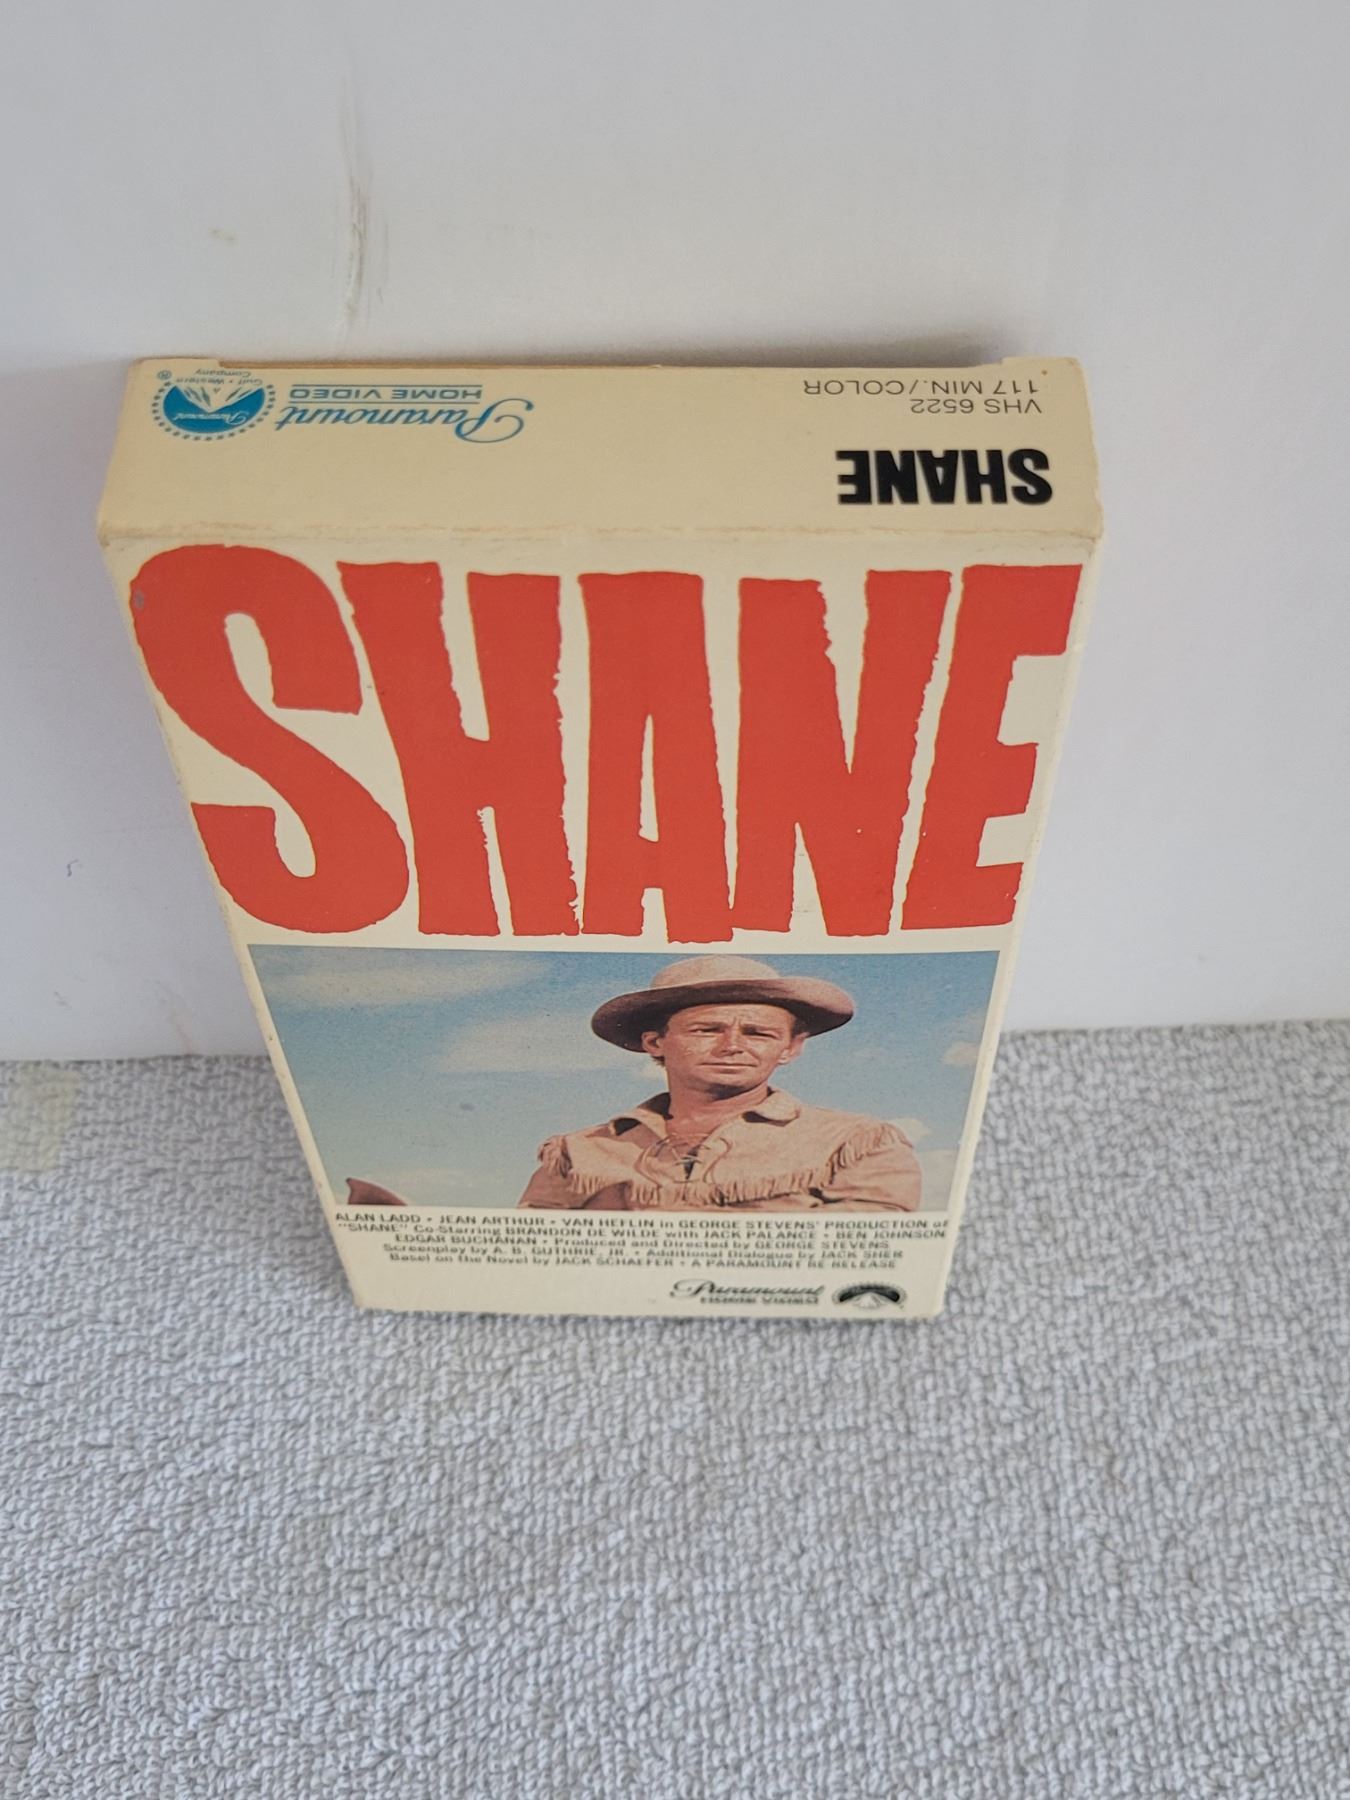 SHANE
VHS 6522
117 MIN./COLOR
Paramount
HOME VIDEO
Paramount
A
Gulf + Western
Company
®
SHANE
ALAN LADD • JEAN ARTHUR • VAN HEFLIN in GEORGE STEVENS' PRODUCTION of
"SHANE" Co-Starring BRANDON DE WILDE with JACK PALANCE • BEN JOHNSON
EDGAR BUCHANAN • Produced and Directed by GEORGE STEVENS
Screenplay by A. B. GUTHRIE, JR. • Additional Dialogue by JACK SHER
Based on the Novel by JACK SCHAEFER • A PARAMOUNT RE-RELEASE
Paramount
HOME VIDEO